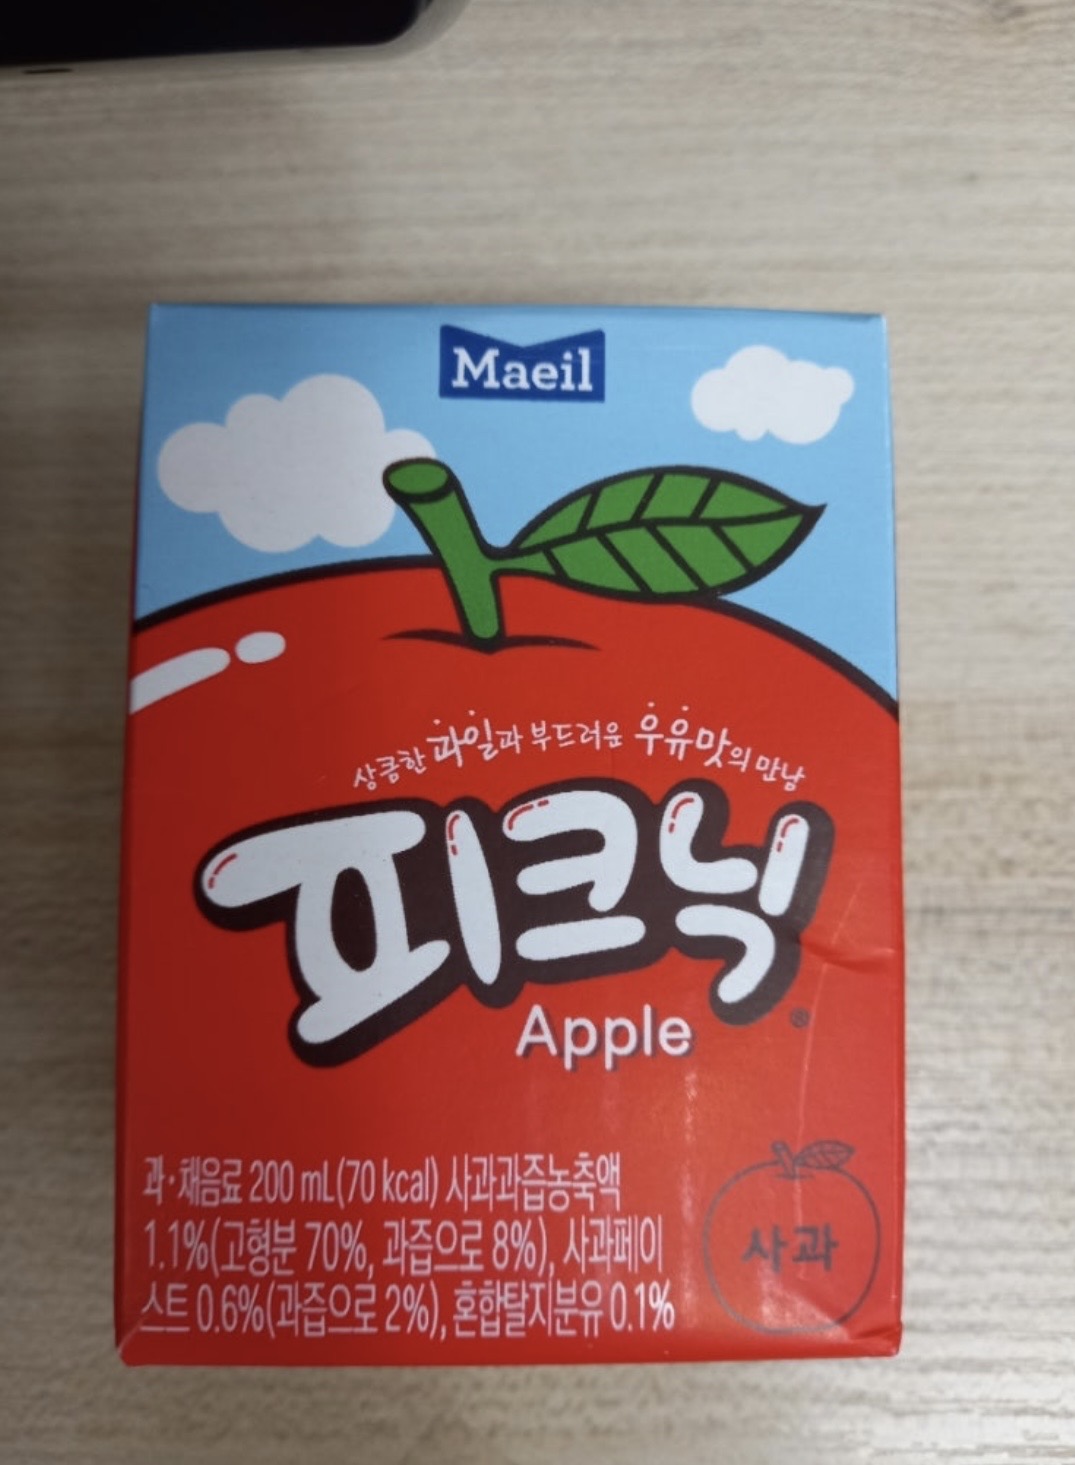 Maeil
상큼한 과일과 부드러운 우유맛의 만남
피크닉
®
Apple
과·채음료 200 mL(70 kcal) 사과과즙농축액
1.1%(고형분 70%, 과즙으로 8%), 사과페이
스트 0.6%(과즙으로 2%), 혼합탈지분유 0.1%
사과